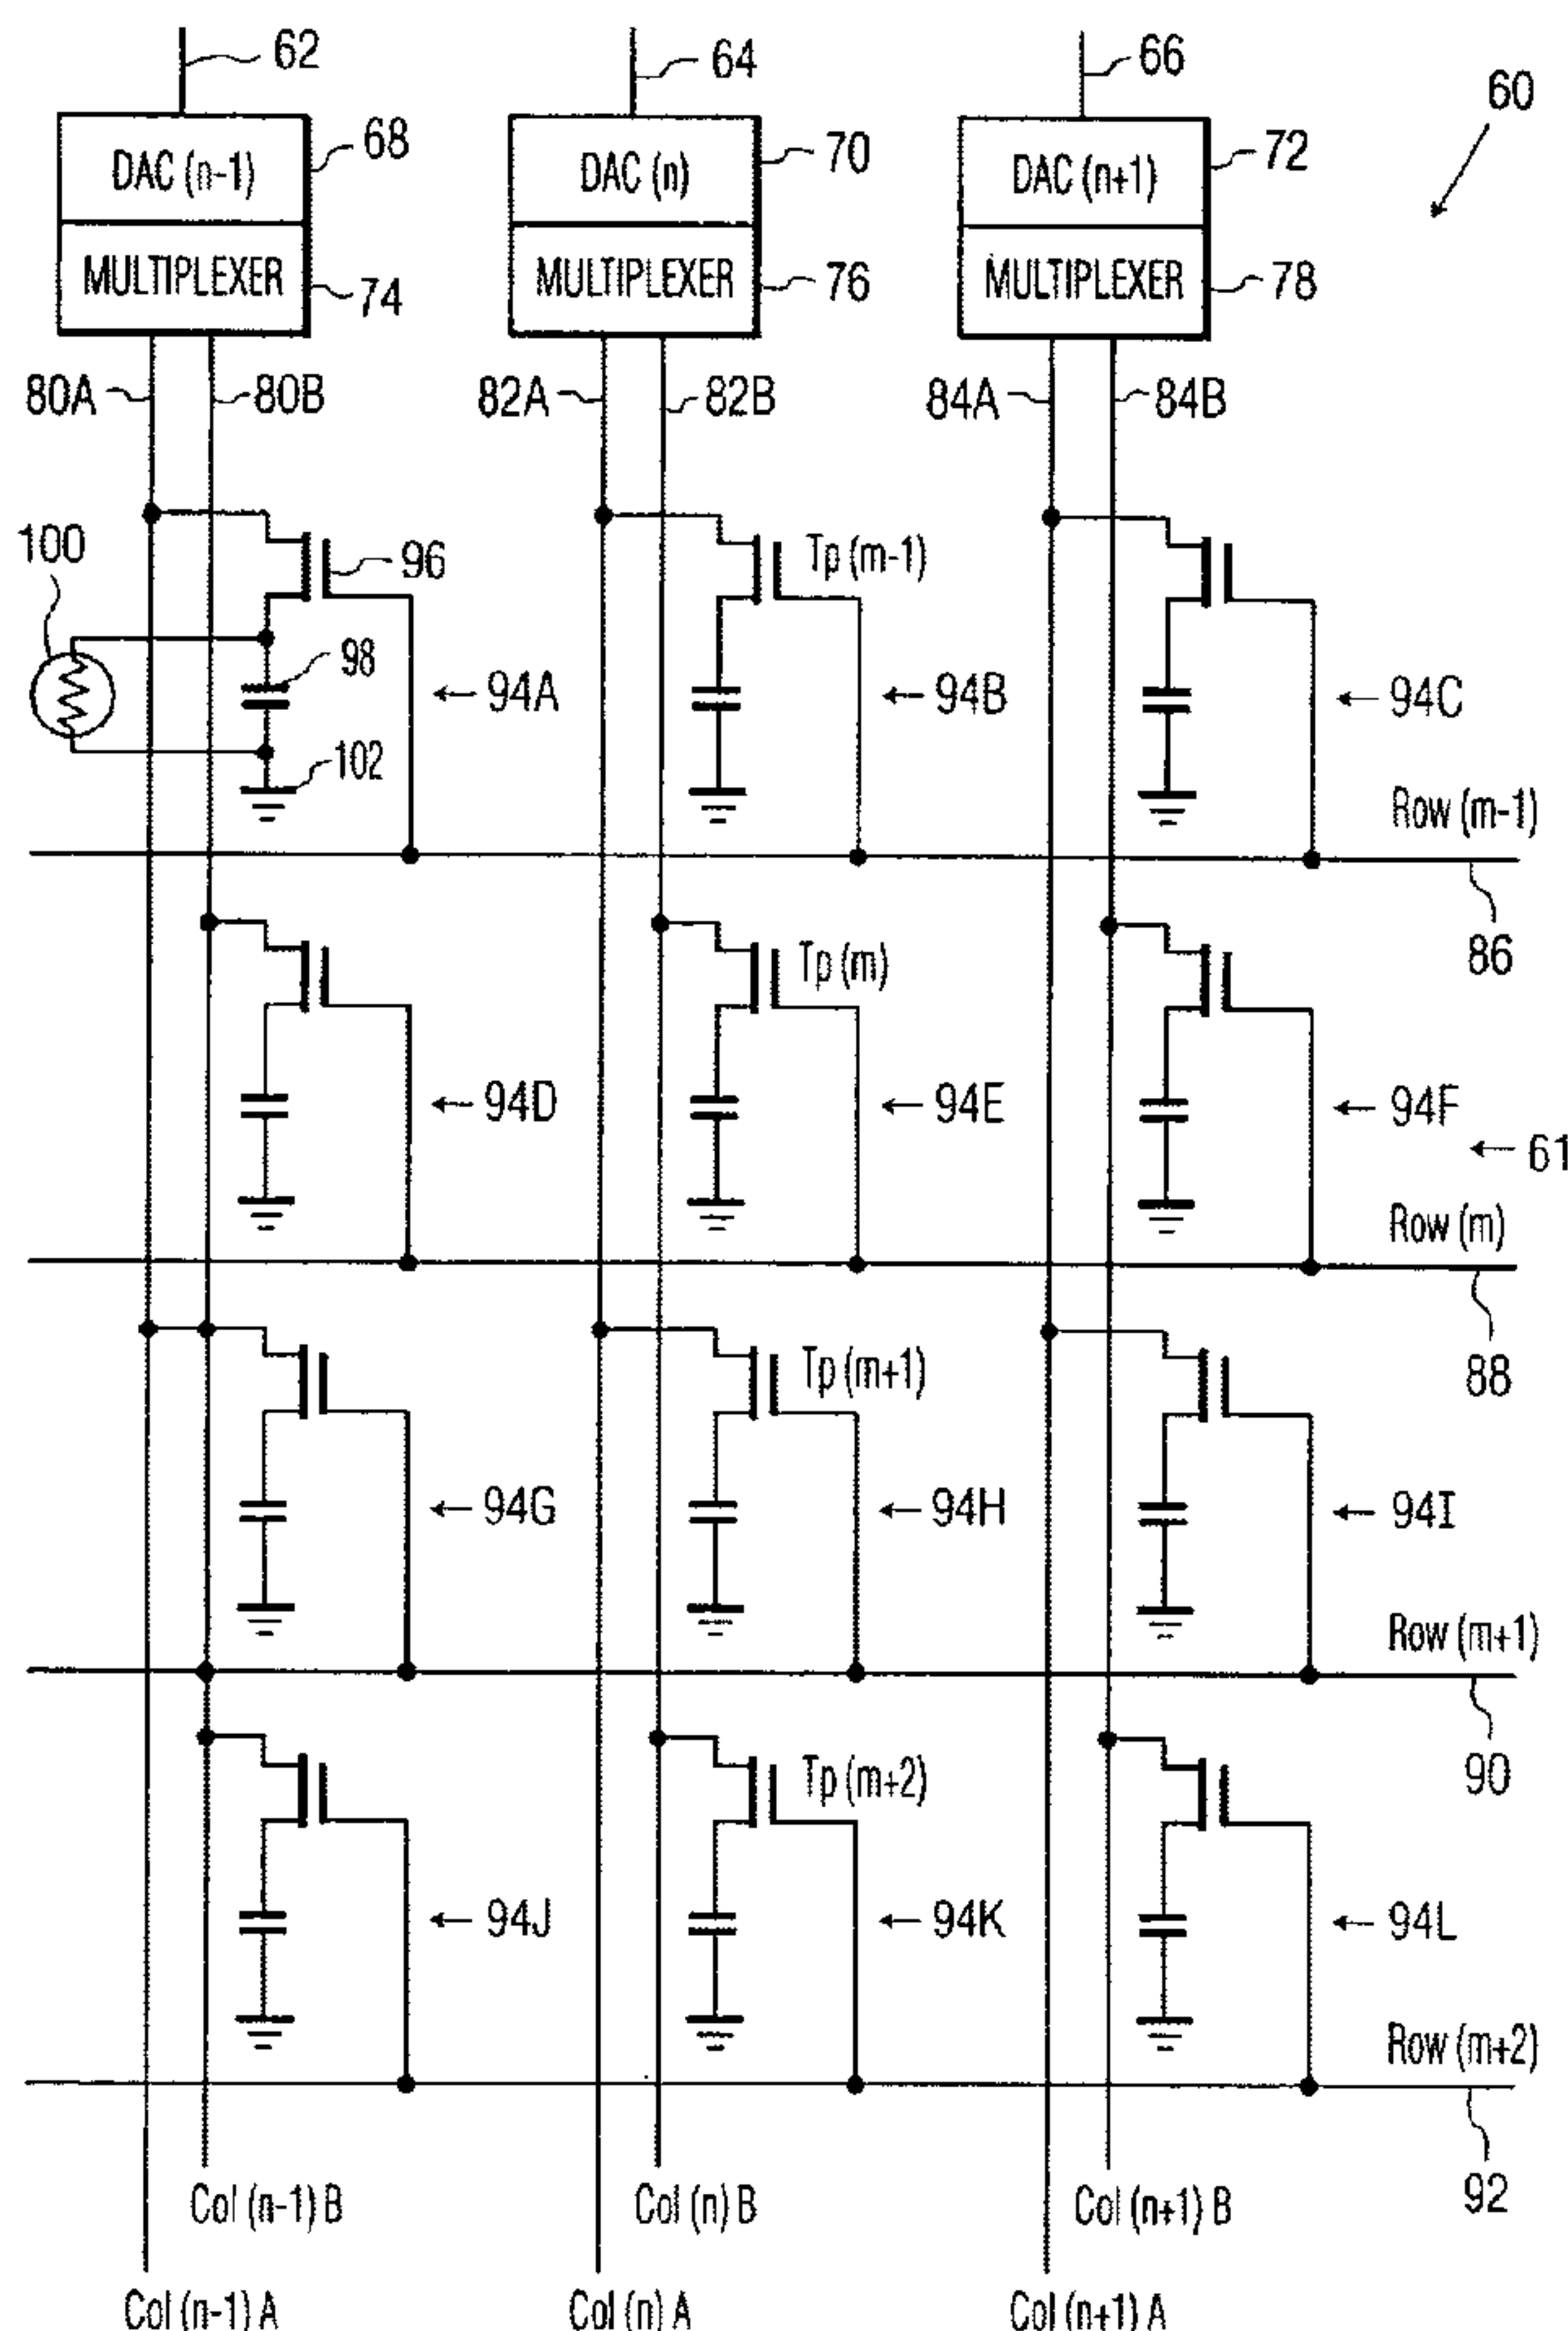 62
64
66
60
DAC (n-1)
68
DAC (n)
70
DAC (n+1)
72
MULTIPLEXER
74
MULTIPLEXER
76
MULTIPLEXER
78
80A
80B
82A
82B
84A
84B
100
96
Tp (m-1)
98
94A
94B
94C
102
Row (m-1)
86
Tp (m)
94D
94E
94F
61
Row (m)
88
Tp (m+1)
94G
94H
94I
Row (m+1)
90
Tp (m+2)
94J
94K
94L
Row (m+2)
92
Col (n-1) B
Col (n) B
Col (n+1) B
Col (n-1) A
Col (n) A
Col (n+1) A